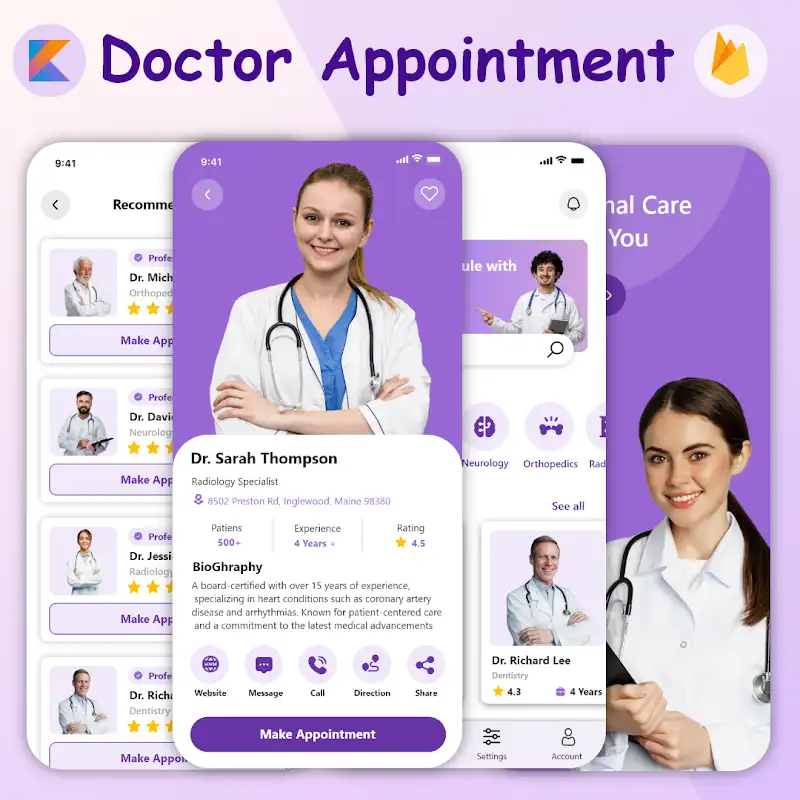 Doctor Appointment
9:41
Recomme
Profe
Dr. Mich
Orthoped
Make App
Profe
Dr. Davi
Neurolog
Make App
Profe
Dr. Jessi
Radiology
Make App
Profe
Dr. Richa
Dentistry
Make Appo
9:41
Dr. Sarah Thompson
Radiology Specialist
8502 Preston Rd, Inglewood, Maine 98380
Patiens Experience Rating
500+ 4 Years + 4.5
BioGhraphy
A board-certified with over 15 years of experience,
specializing in heart conditions such as coronary artery
disease and arrhythmias. Known for patient-centered care
and a commitment to the latest medical advancements
Website Message Call Direction Share
Make Appointment
ule with
Neurology Orthopedics Rad
See all
Dr. Richard Lee
Dentistry
4.3 4 Years
Settings Account
nal Care
You